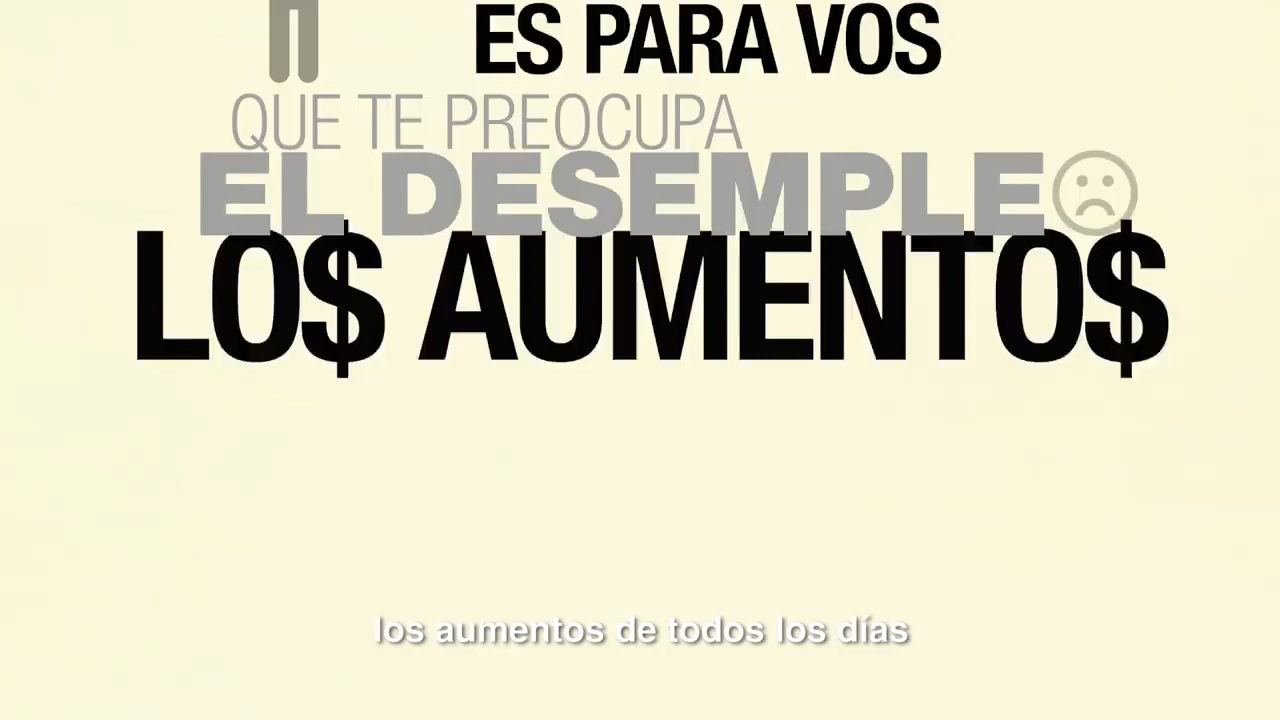 ES PARA VOS
QUE TE PREOCUPA
EL DESEMPLE☹
LO$ AUMENTO$
los aumentos de todos los días